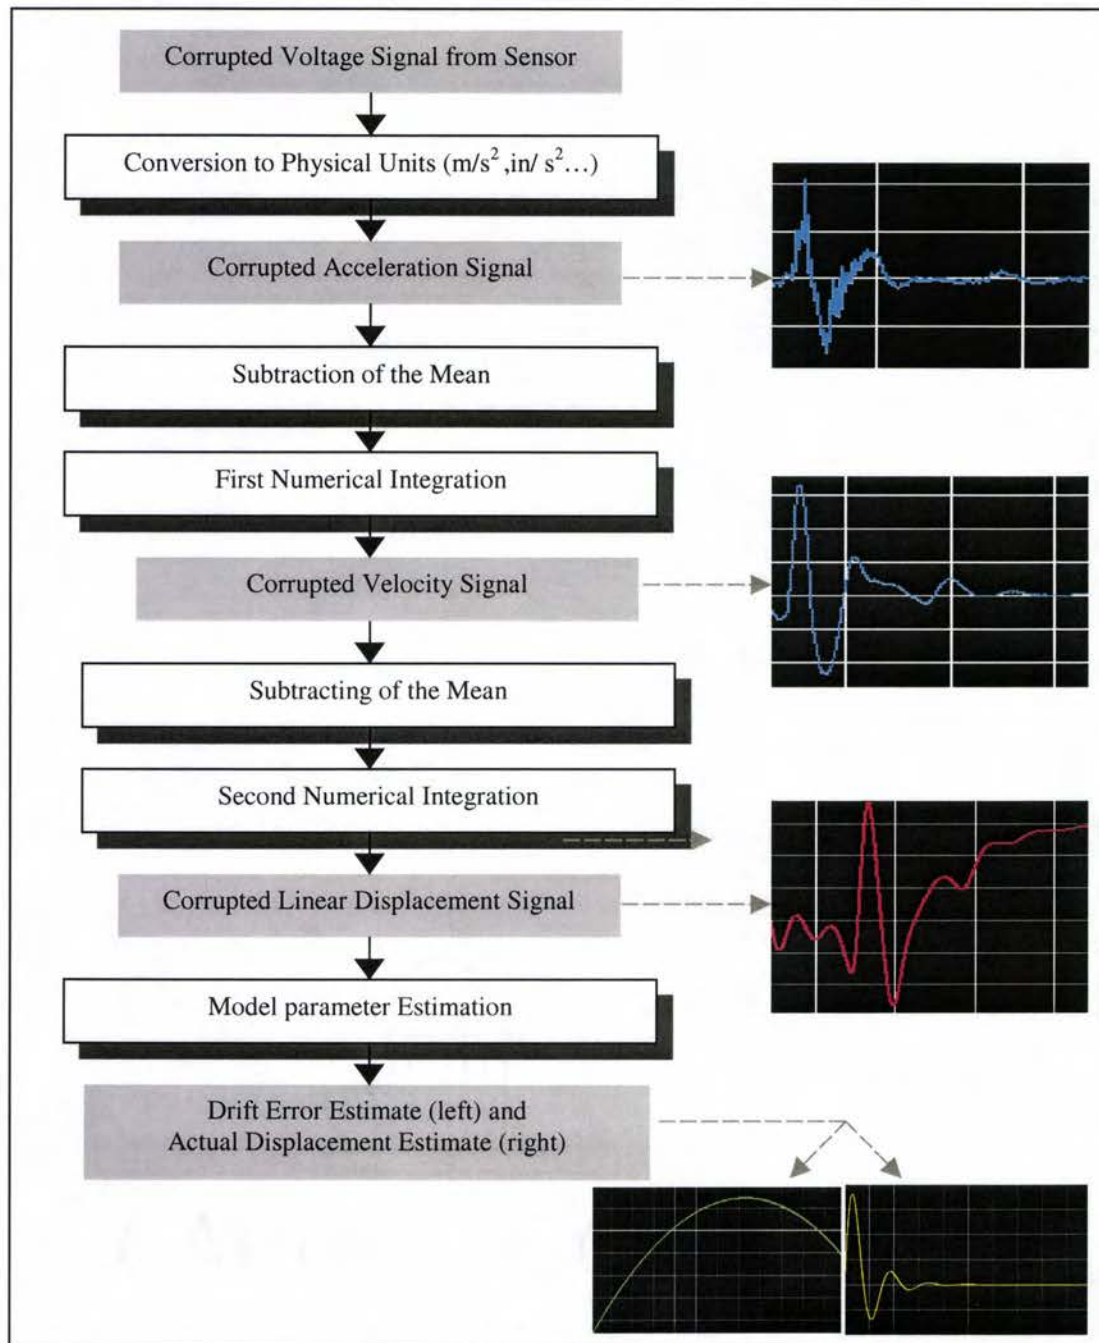 Corrupted Voltage Signal from Sensor
Conversion to Physical Units (m/s² ,in/ s²…)
Corrupted Acceleration Signal
Subtraction of the Mean
First Numerical Integration
Corrupted Velocity Signal
Subtracting of the Mean
Second Numerical Integration
Corrupted Linear Displacement Signal
Model parameter Estimation
Drift Error Estimate (left) and
Actual Displacement Estimate (right)